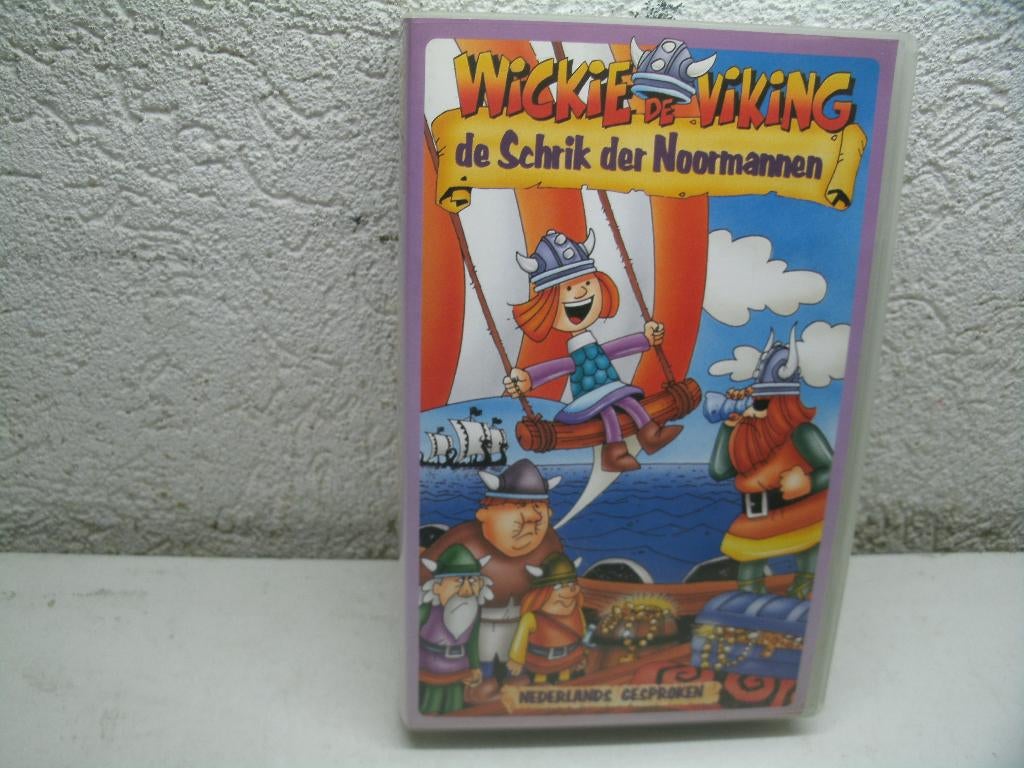 WICKIE DE VIKING
de Schrik der Noormannen
NEDERLANDS GESPROKEN